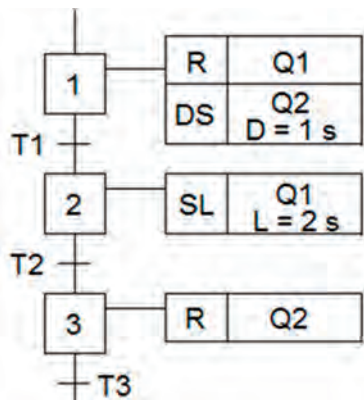 1
R Q1
DS Q2
D = 1 s
T1
2
SL Q1
L = 2 s
T2
3
R Q2
T3